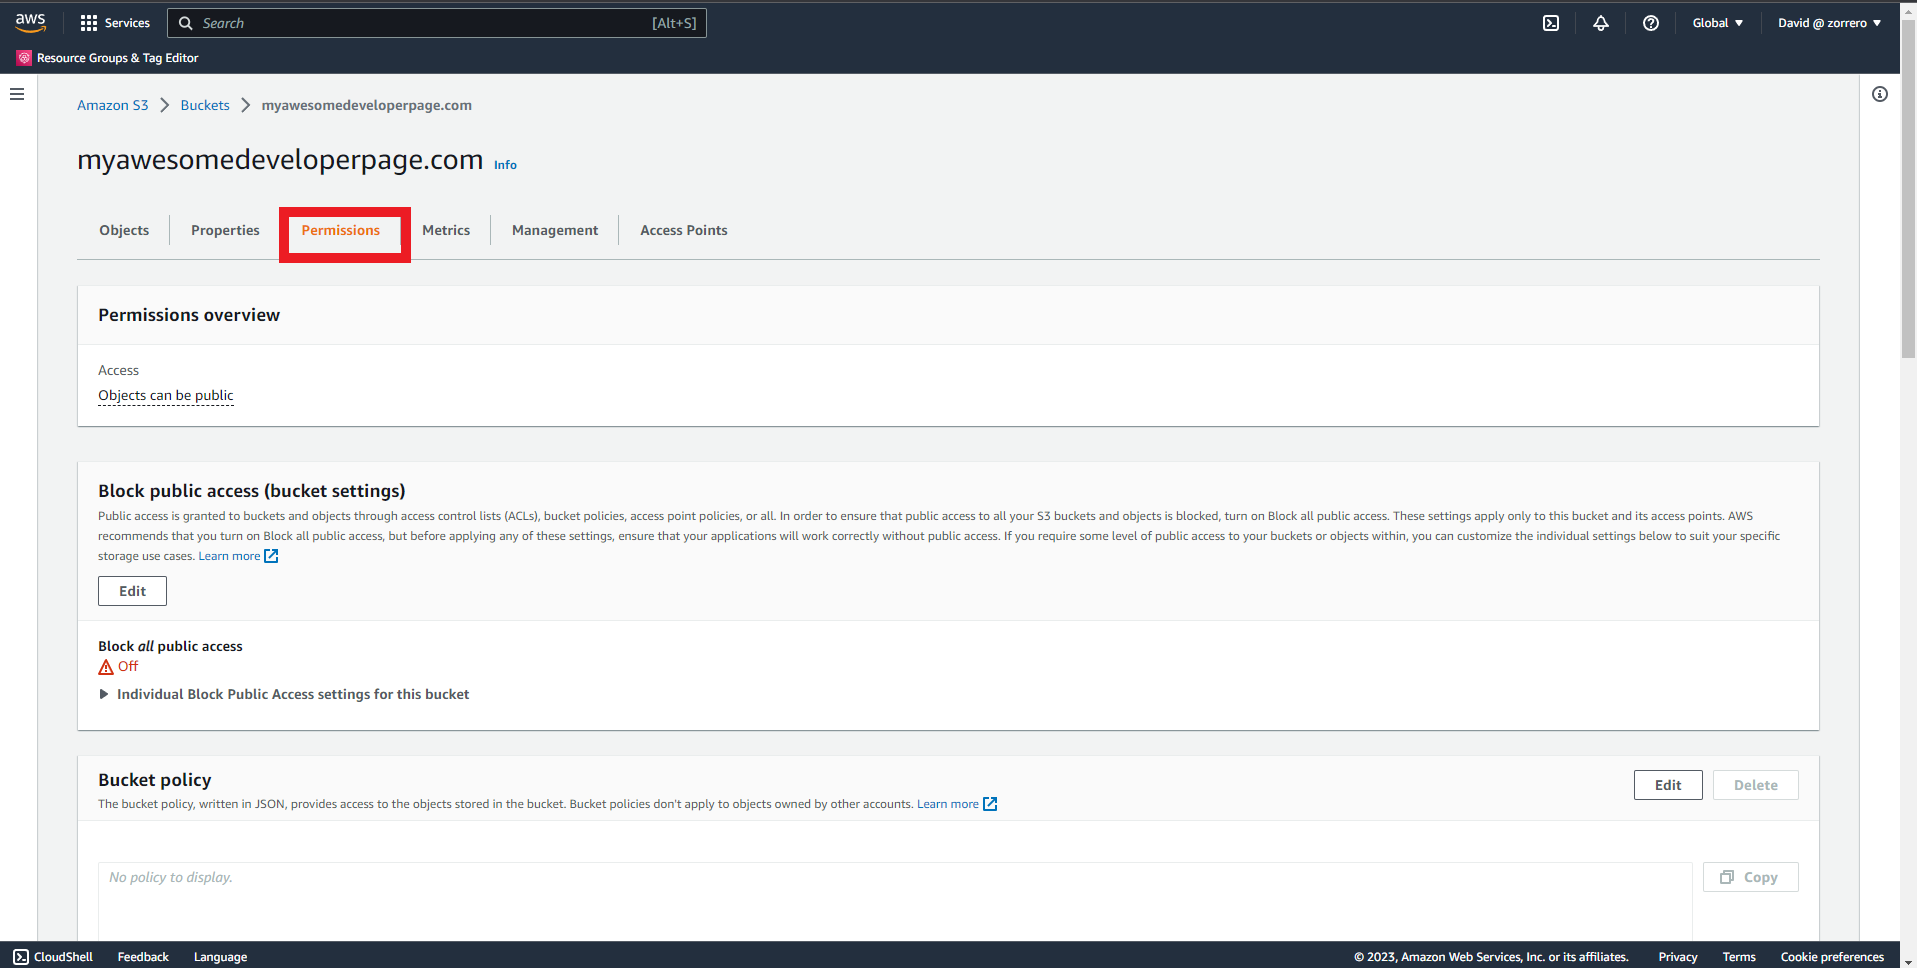 aws
Services
Search
[Alt+S]
Global
David @ zorrero
Resource Groups & Tag Editor
Amazon S3
Buckets
myawesomedeveloperpage.com
myawesomedeveloperpage.com
Info
Objects
Properties
Permissions
Metrics
Management
Access Points
Permissions overview
Access
Objects can be public
Block public access (bucket settings)
Public access is granted to buckets and objects through access control lists (ACLs), bucket policies, access point policies, or all. In order to ensure that public access to all your S3 buckets and objects is blocked, turn on Block all public access. These settings apply only to this bucket and its access points. AWS
recommends that you turn on Block all public access, but before applying any of these settings, ensure that your applications will work correctly without public access. If you require some level of public access to your buckets or objects within, you can customize the individual settings below to suit your specific
storage use cases. Learn more
Edit
Block all public access
Off
Individual Block Public Access settings for this bucket
Bucket policy
The bucket policy, written in JSON, provides access to the objects stored in the bucket. Bucket policies don't apply to objects owned by other accounts. Learn more
Edit
Delete
No policy to display.
Copy
CloudShell
Feedback
Language
© 2023, Amazon Web Services, Inc. or its affiliates.
Privacy
Terms
Cookie preferences